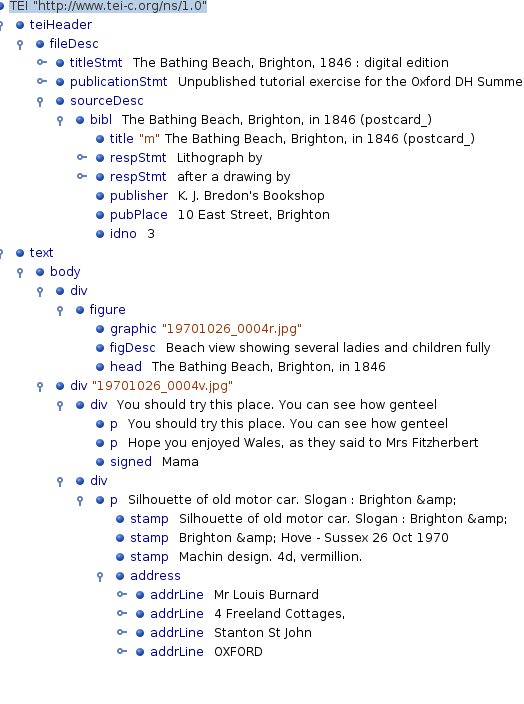 TEI "http://www.tei-c.org/ns/1.0"
teiHeader
fileDesc
titleStmt The Bathing Beach, Brighton, 1846 : digital edition
publicationStmt Unpublished tutorial exercise for the Oxford DH Summe
sourceDesc
bibl The Bathing Beach, Brighton, in 1846 (postcard_)
title "m" The Bathing Beach, Brighton, in 1846 (postcard_)
respStmt Lithograph by
respStmt after a drawing by
publisher K. J. Bredon's Bookshop
pubPlace 10 East Street, Brighton
idno 3
text
body
div
figure
graphic "19701026_0004r.jpg"
figDesc Beach view showing several ladies and children fully
head The Bathing Beach, Brighton, in 1846
div "19701026_0004v.jpg"
div You should try this place. You can see how genteel
p You should try this place. You can see how genteel
p Hope you enjoyed Wales, as they said to Mrs Fitzherbert
signed Mama
div
p Silhouette of old motor car. Slogan : Brighton &amp;
stamp Silhouette of old motor car. Slogan : Brighton &amp;
stamp Brighton &amp; Hove - Sussex 26 Oct 1970
stamp Machin design. 4d, vermillion.
address
addrLine Mr Louis Burnard
addrLine 4 Freeland Cottages,
addrLine Stanton St John
addrLine OXFORD